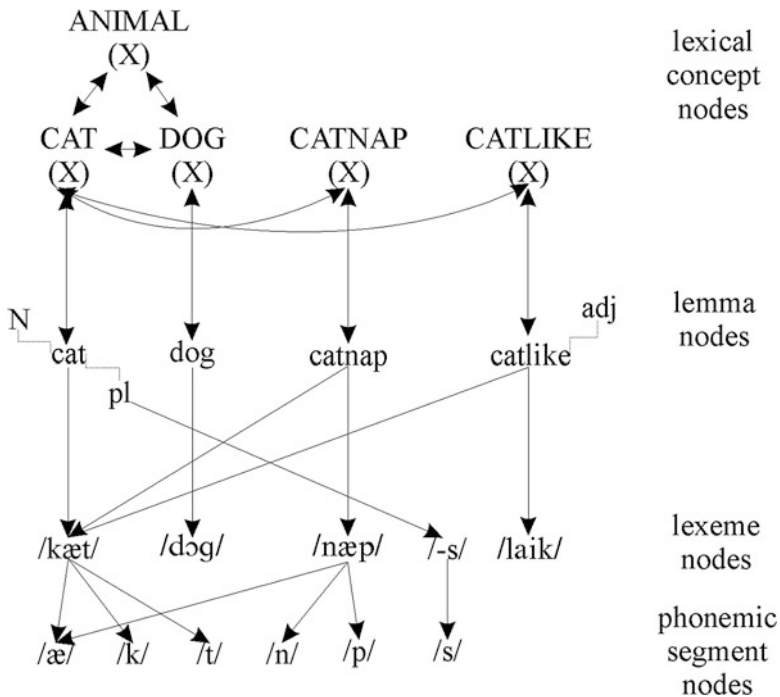 ANIMAL
(X)
lexical
concept
nodes
CAT
(X)
DOG
(X)
CATNAP
(X)
CATLIKE
(X)
N
cat
pl
dog
catnap
catlike
adj
lemma
nodes
/kæt/
/dɔg/
/næp/
/-s/
/laik/
lexeme
nodes
/æ/
/k/
/t/
/n/
/p/
/s/
phonemic
segment
nodes